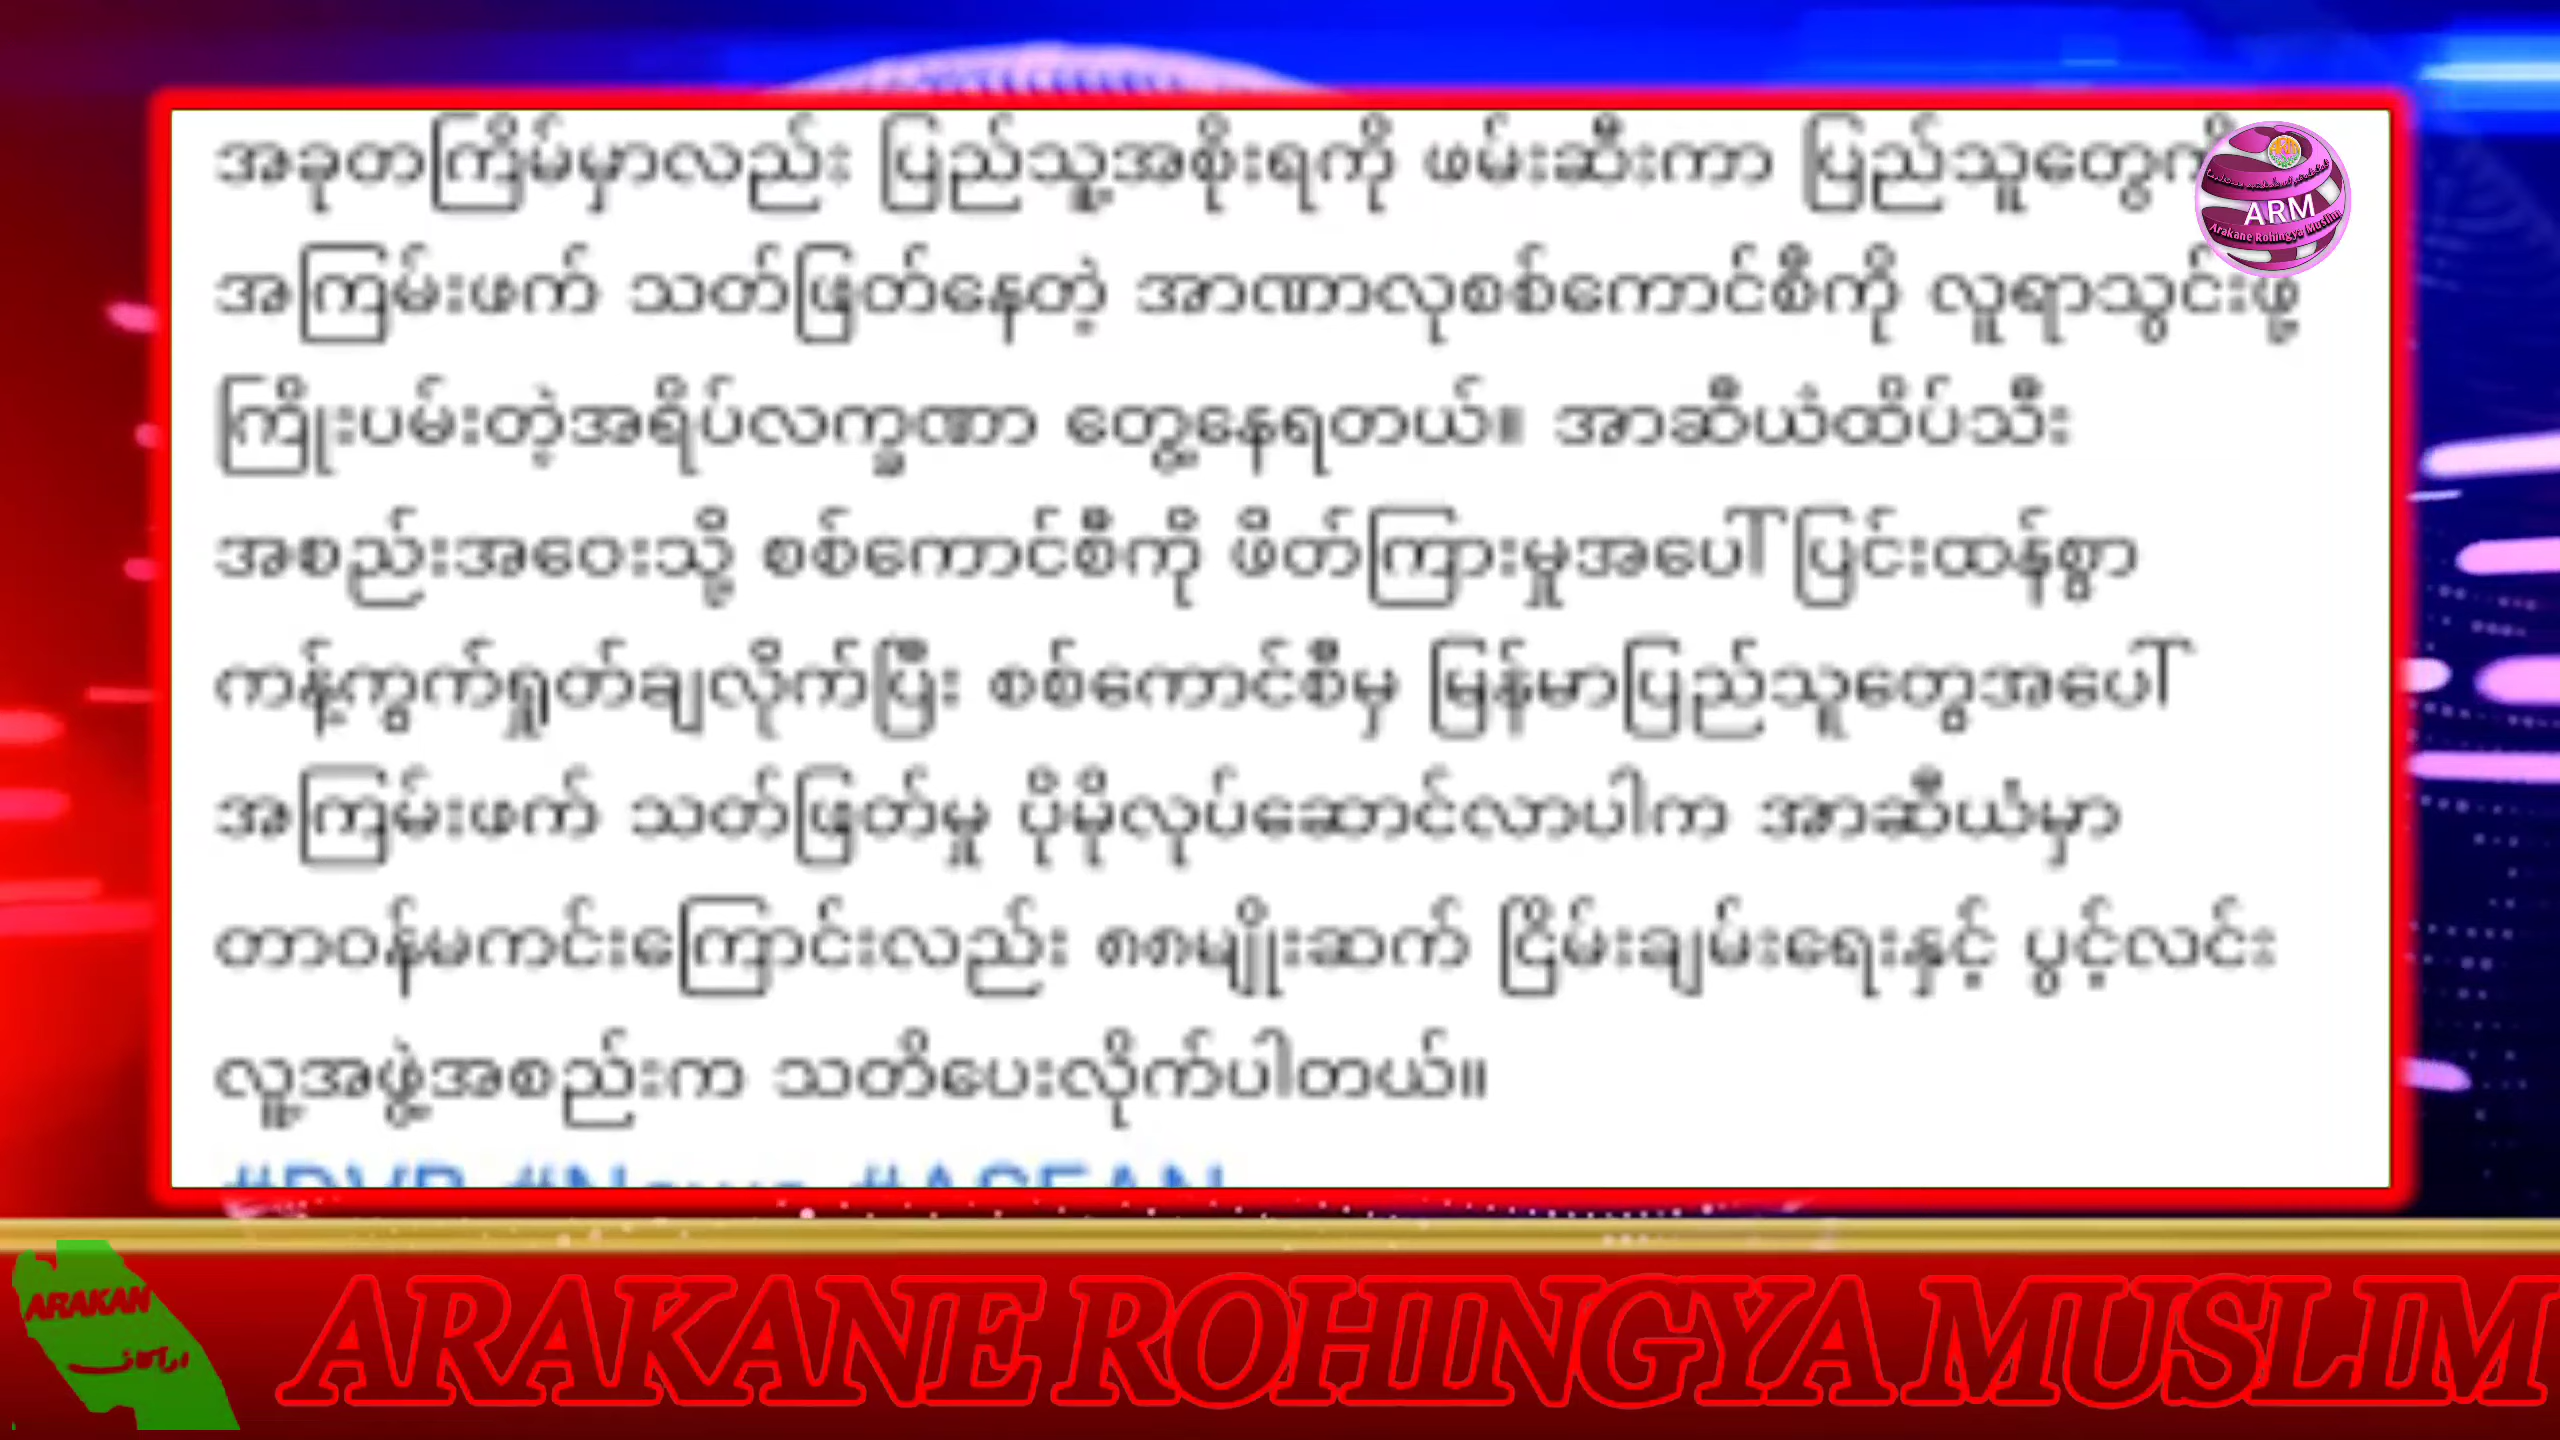 အခုတကြိမ်မှာလည်း ပြည်သူ့အစိုးရကို ဖမ်းဆီးကာ ပြည်သူတွေကို
အကြမ်းဖက် သတ်ဖြတ်နေတဲ့ အာဏာလုစစ်ကောင်စီကို လူရာသွင်းဖို့
ကြိုးပမ်းတဲ့အရိပ်လက္ခဏာ တွေ့နေရတယ်။ အာဆီယံထိပ်သီး
အစည်းအဝေးသို့ စစ်ကောင်စီကို ဖိတ်ကြားမှုအပေါ် ပြင်းထန်စွာ
ကန့်ကွက်ရှုတ်ချလိုက်ပြီး စစ်ကောင်စီမှ မြန်မာပြည်သူတွေအပေါ်
အကြမ်းဖက် သတ်ဖြတ်မှု ပိုမိုလုပ်ဆောင်လာပါက အာဆီယံမှာ
တာဝန်မကင်းကြောင်းလည်း ၈၈မျိုးဆက် ငြိမ်းချမ်းရေးနှင့် ပွင့်လင်း
လူ့အဖွဲ့အစည်းက သတိပေးလိုက်ပါတယ်။
#DVB #News #ASEAN
ARM
Arakane Rohingya Muslim
ARAKAN
اراكان
ARAKANE ROHINGYA MUSLIM